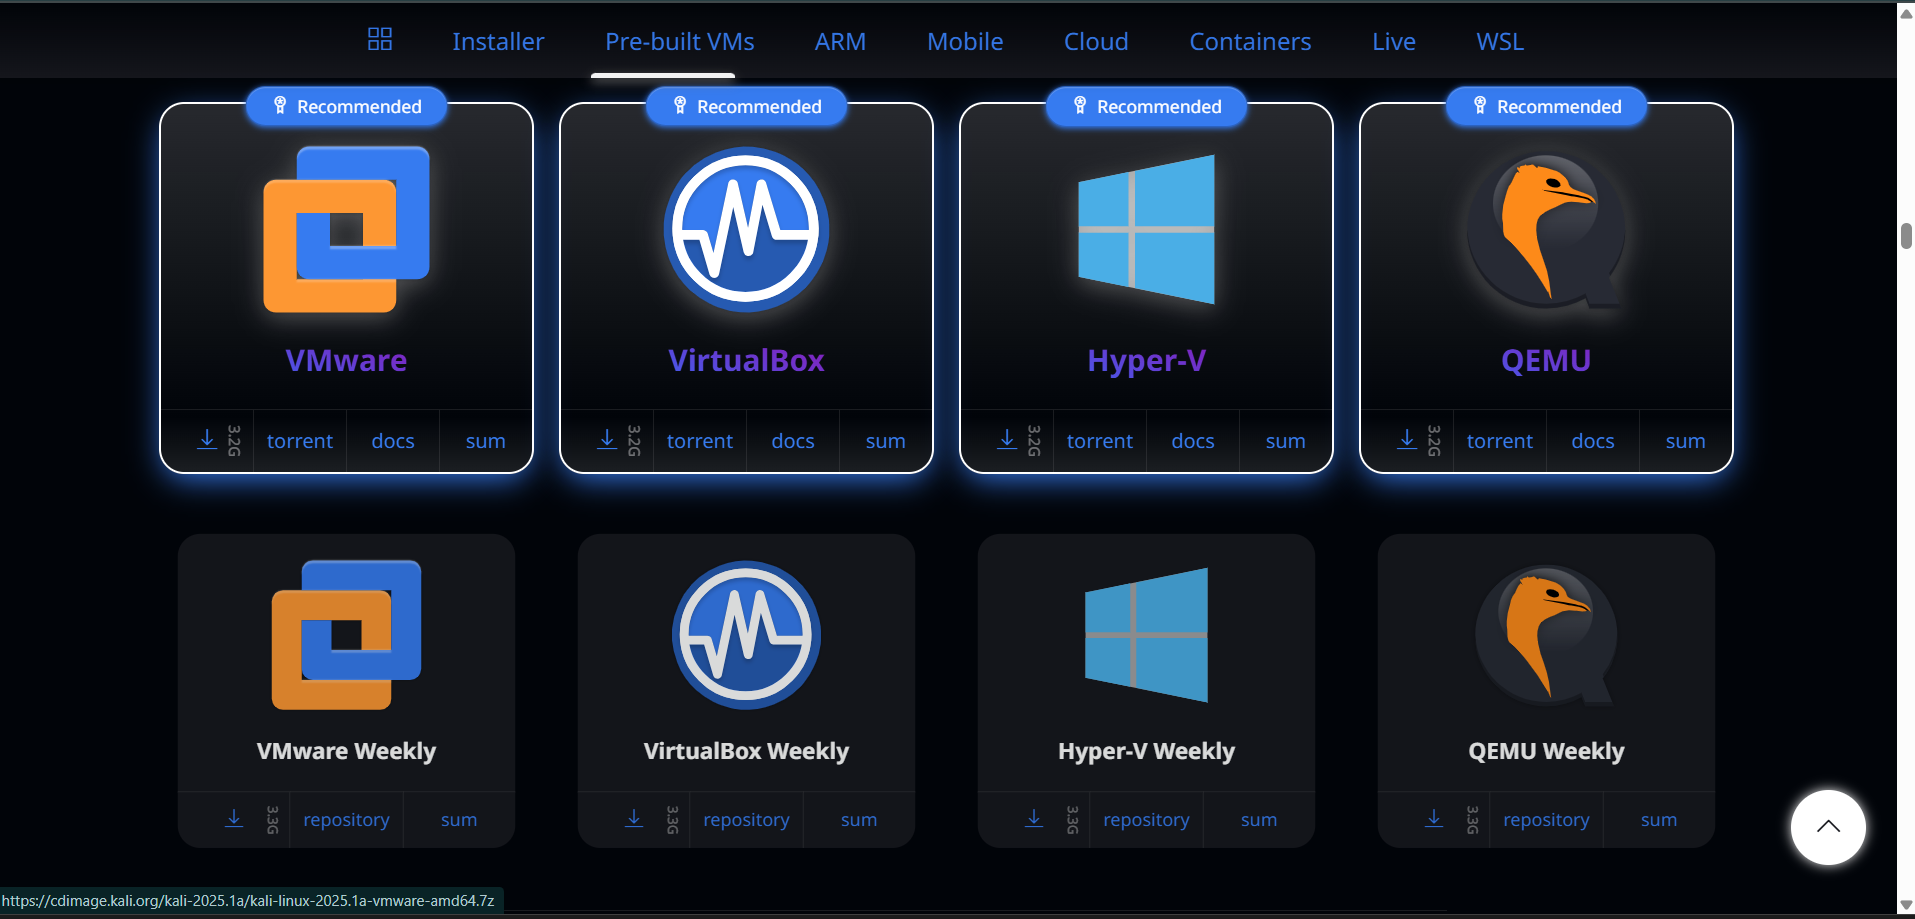 Installer Pre-built VMs ARM Mobile Cloud Containers Live WSL
Recommended Recommended Recommended Recommended
VMware VirtualBox Hyper-V QEMU
3.2G torrent docs sum 3.2G torrent docs sum 3.2G torrent docs sum 3.2G torrent docs sum
VMware Weekly VirtualBox Weekly Hyper-V Weekly QEMU Weekly
3.3G repository sum 3.3G repository sum 3.3G repository sum 3.3G repository sum
https://cdimage.kali.org/kali-2025.1a/kali-linux-2025.1a-vmware-amd64.7z